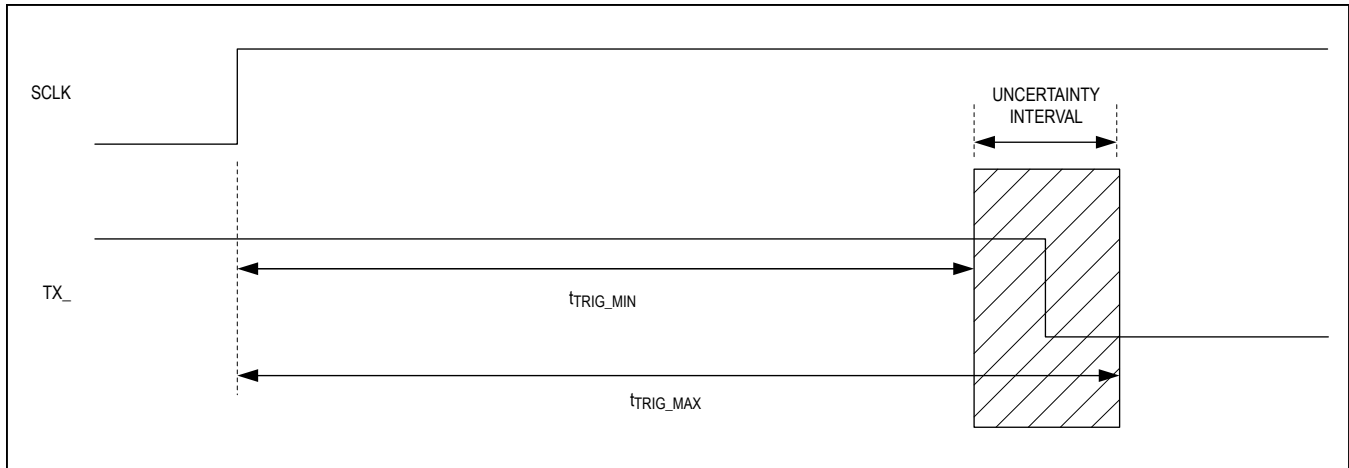 SCLK
UNCERTAINTY
INTERVAL
TX_
tTRIG_MIN
tTRIG_MAX